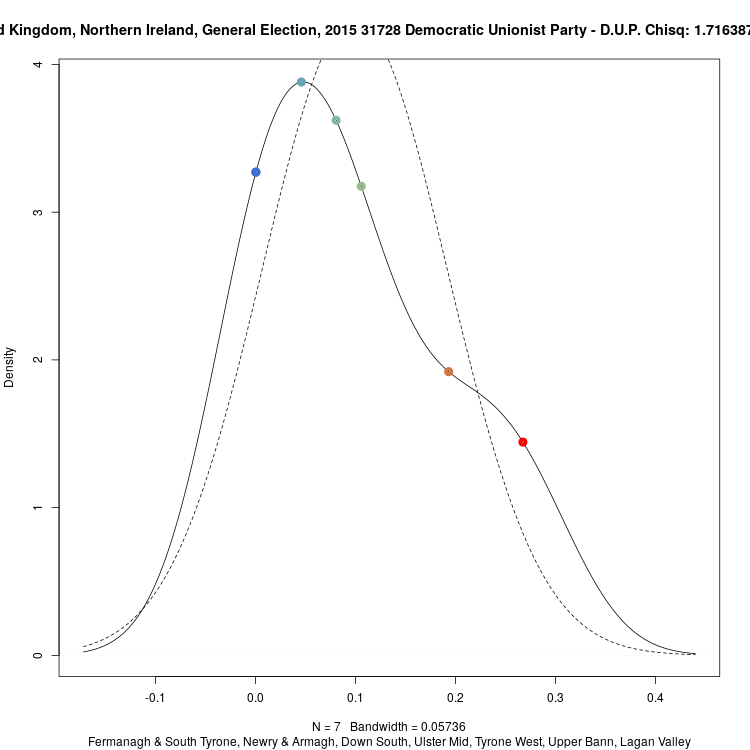 d Kingdom, Northern Ireland, General Election, 2015 31728 Democratic Unionist Party - D.U.P. Chisq: 1.716387
4
3
2
1
0
Density
-0.1 0.0 0.1 0.2 0.3 0.4
N = 7 Bandwidth = 0.05736
Fermanagh & South Tyrone, Newry & Armagh, Down South, Ulster Mid, Tyrone West, Upper Bann, Lagan Valley